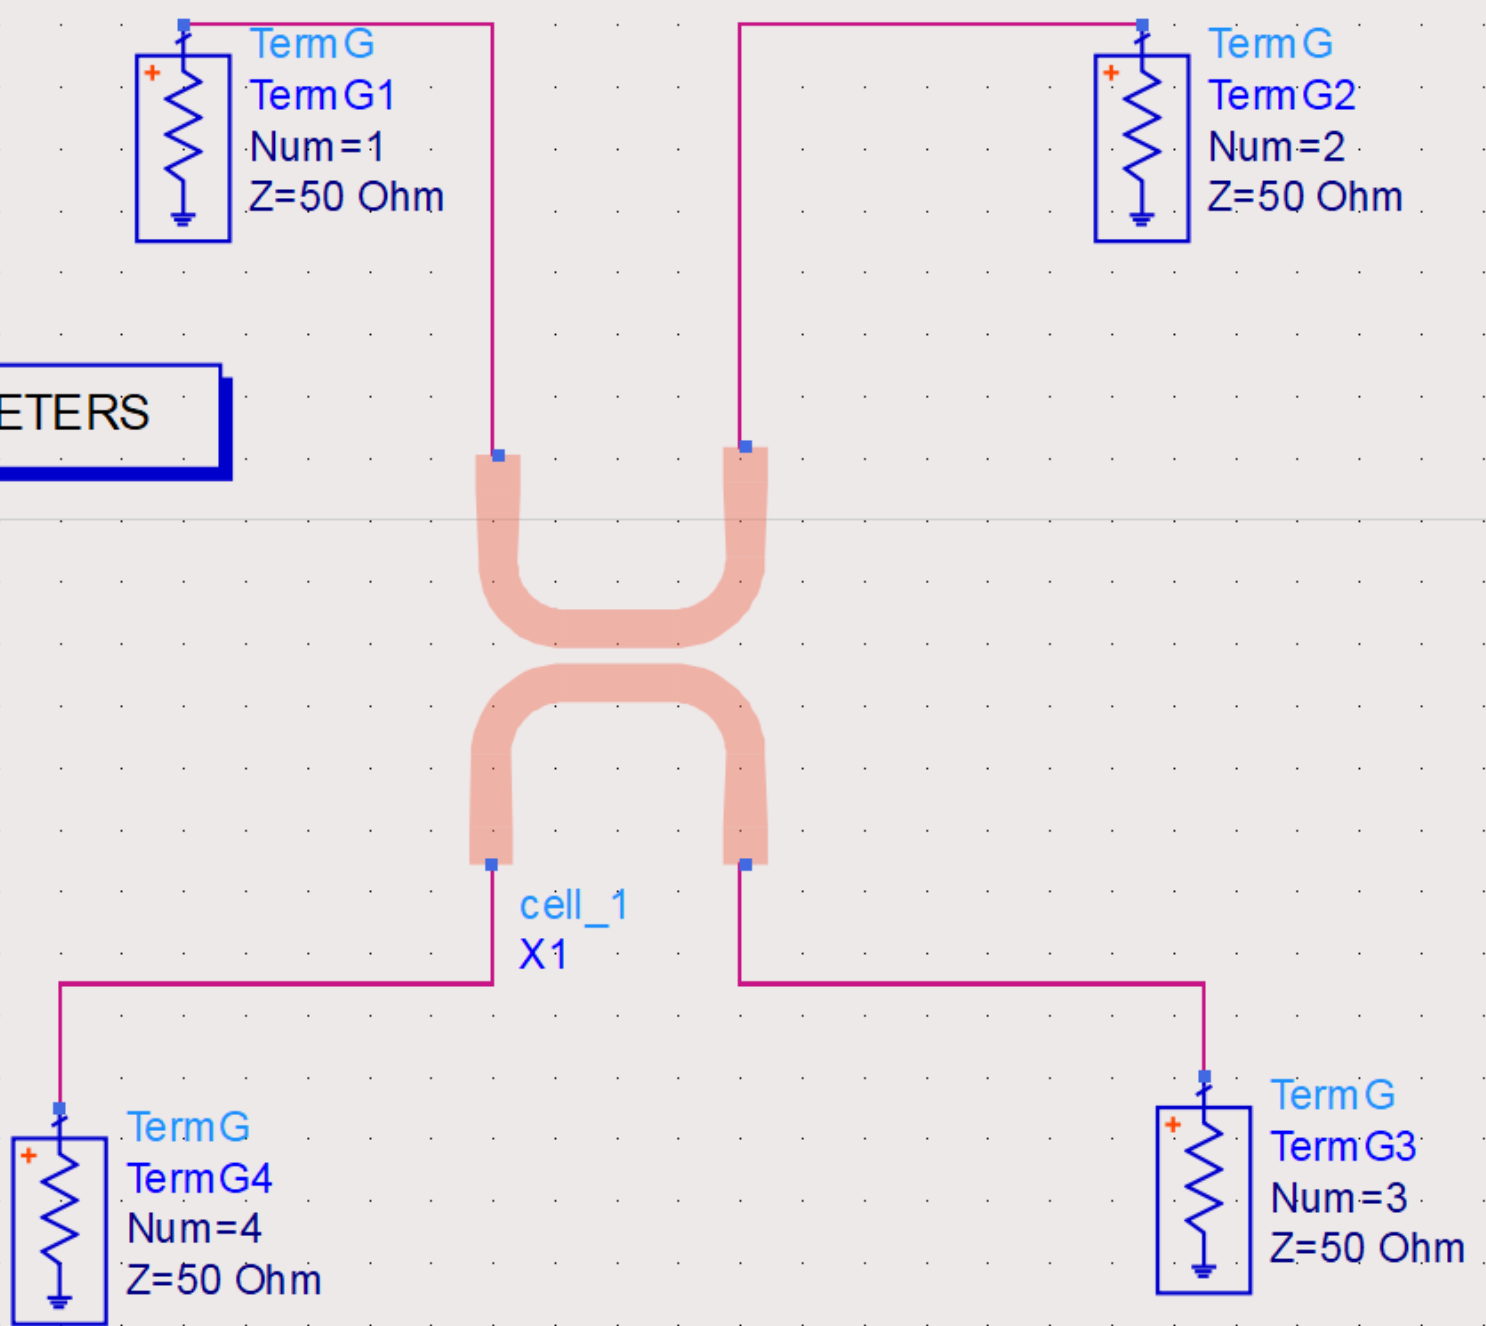 TermG
TermG1
Num=1
Z=50 Ohm
TermG
TermG2
Num=2
Z=50 Ohm
ETERS
cell_1
X1
TermG
TermG4
Num=4
Z=50 Ohm
TermG
TermG3
Num=3
Z=50 Ohm